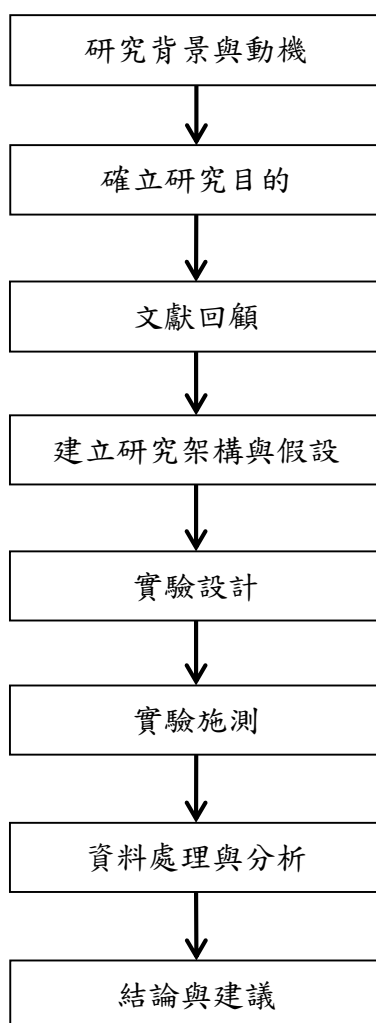 研究背景與動機
確立研究目的
文獻回顧
建立研究架構與假設
實驗設計
實驗施測
資料處理與分析
結論與建議